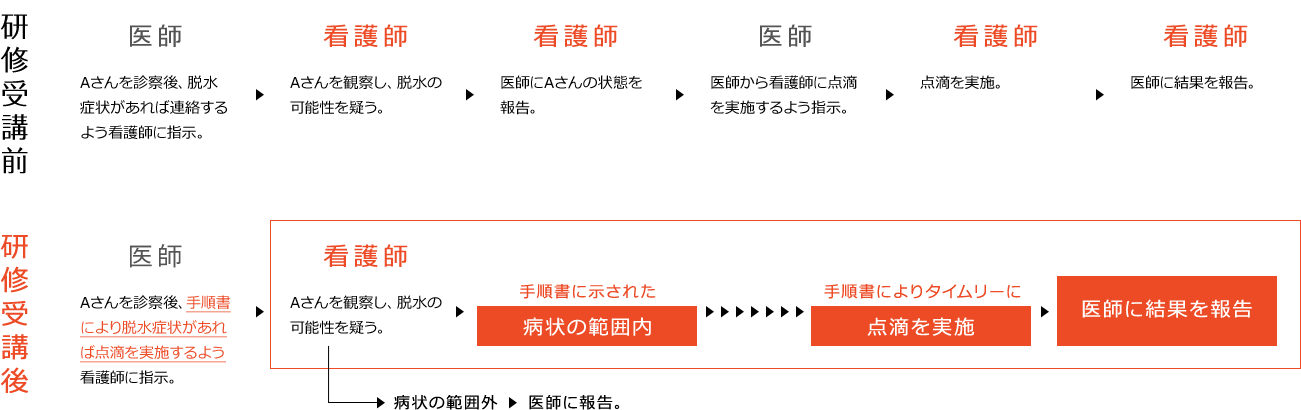 研修受講前
医師
Aさんを診察後、脱水
症状があれば連絡する
よう看護師に指示。
看護師
Aさんを観察し、脱水の
可能性を疑う。
看護師
医師にAさんの状態を
報告。
医師
医師から看護師に点滴
を実施するよう指示。
看護師
点滴を実施。
看護師
医師に結果を報告。
研修受講後
医師
Aさんを診察後、手順書
により脱水症状があれ
ば点滴を実施するよう
看護師に指示。
看護師
Aさんを観察し、脱水の
可能性を疑う。
手順書に示された
病状の範囲内
手順書によりタイムリーに
点滴を実施
医師に結果を報告
病状の範囲外
医師に報告。